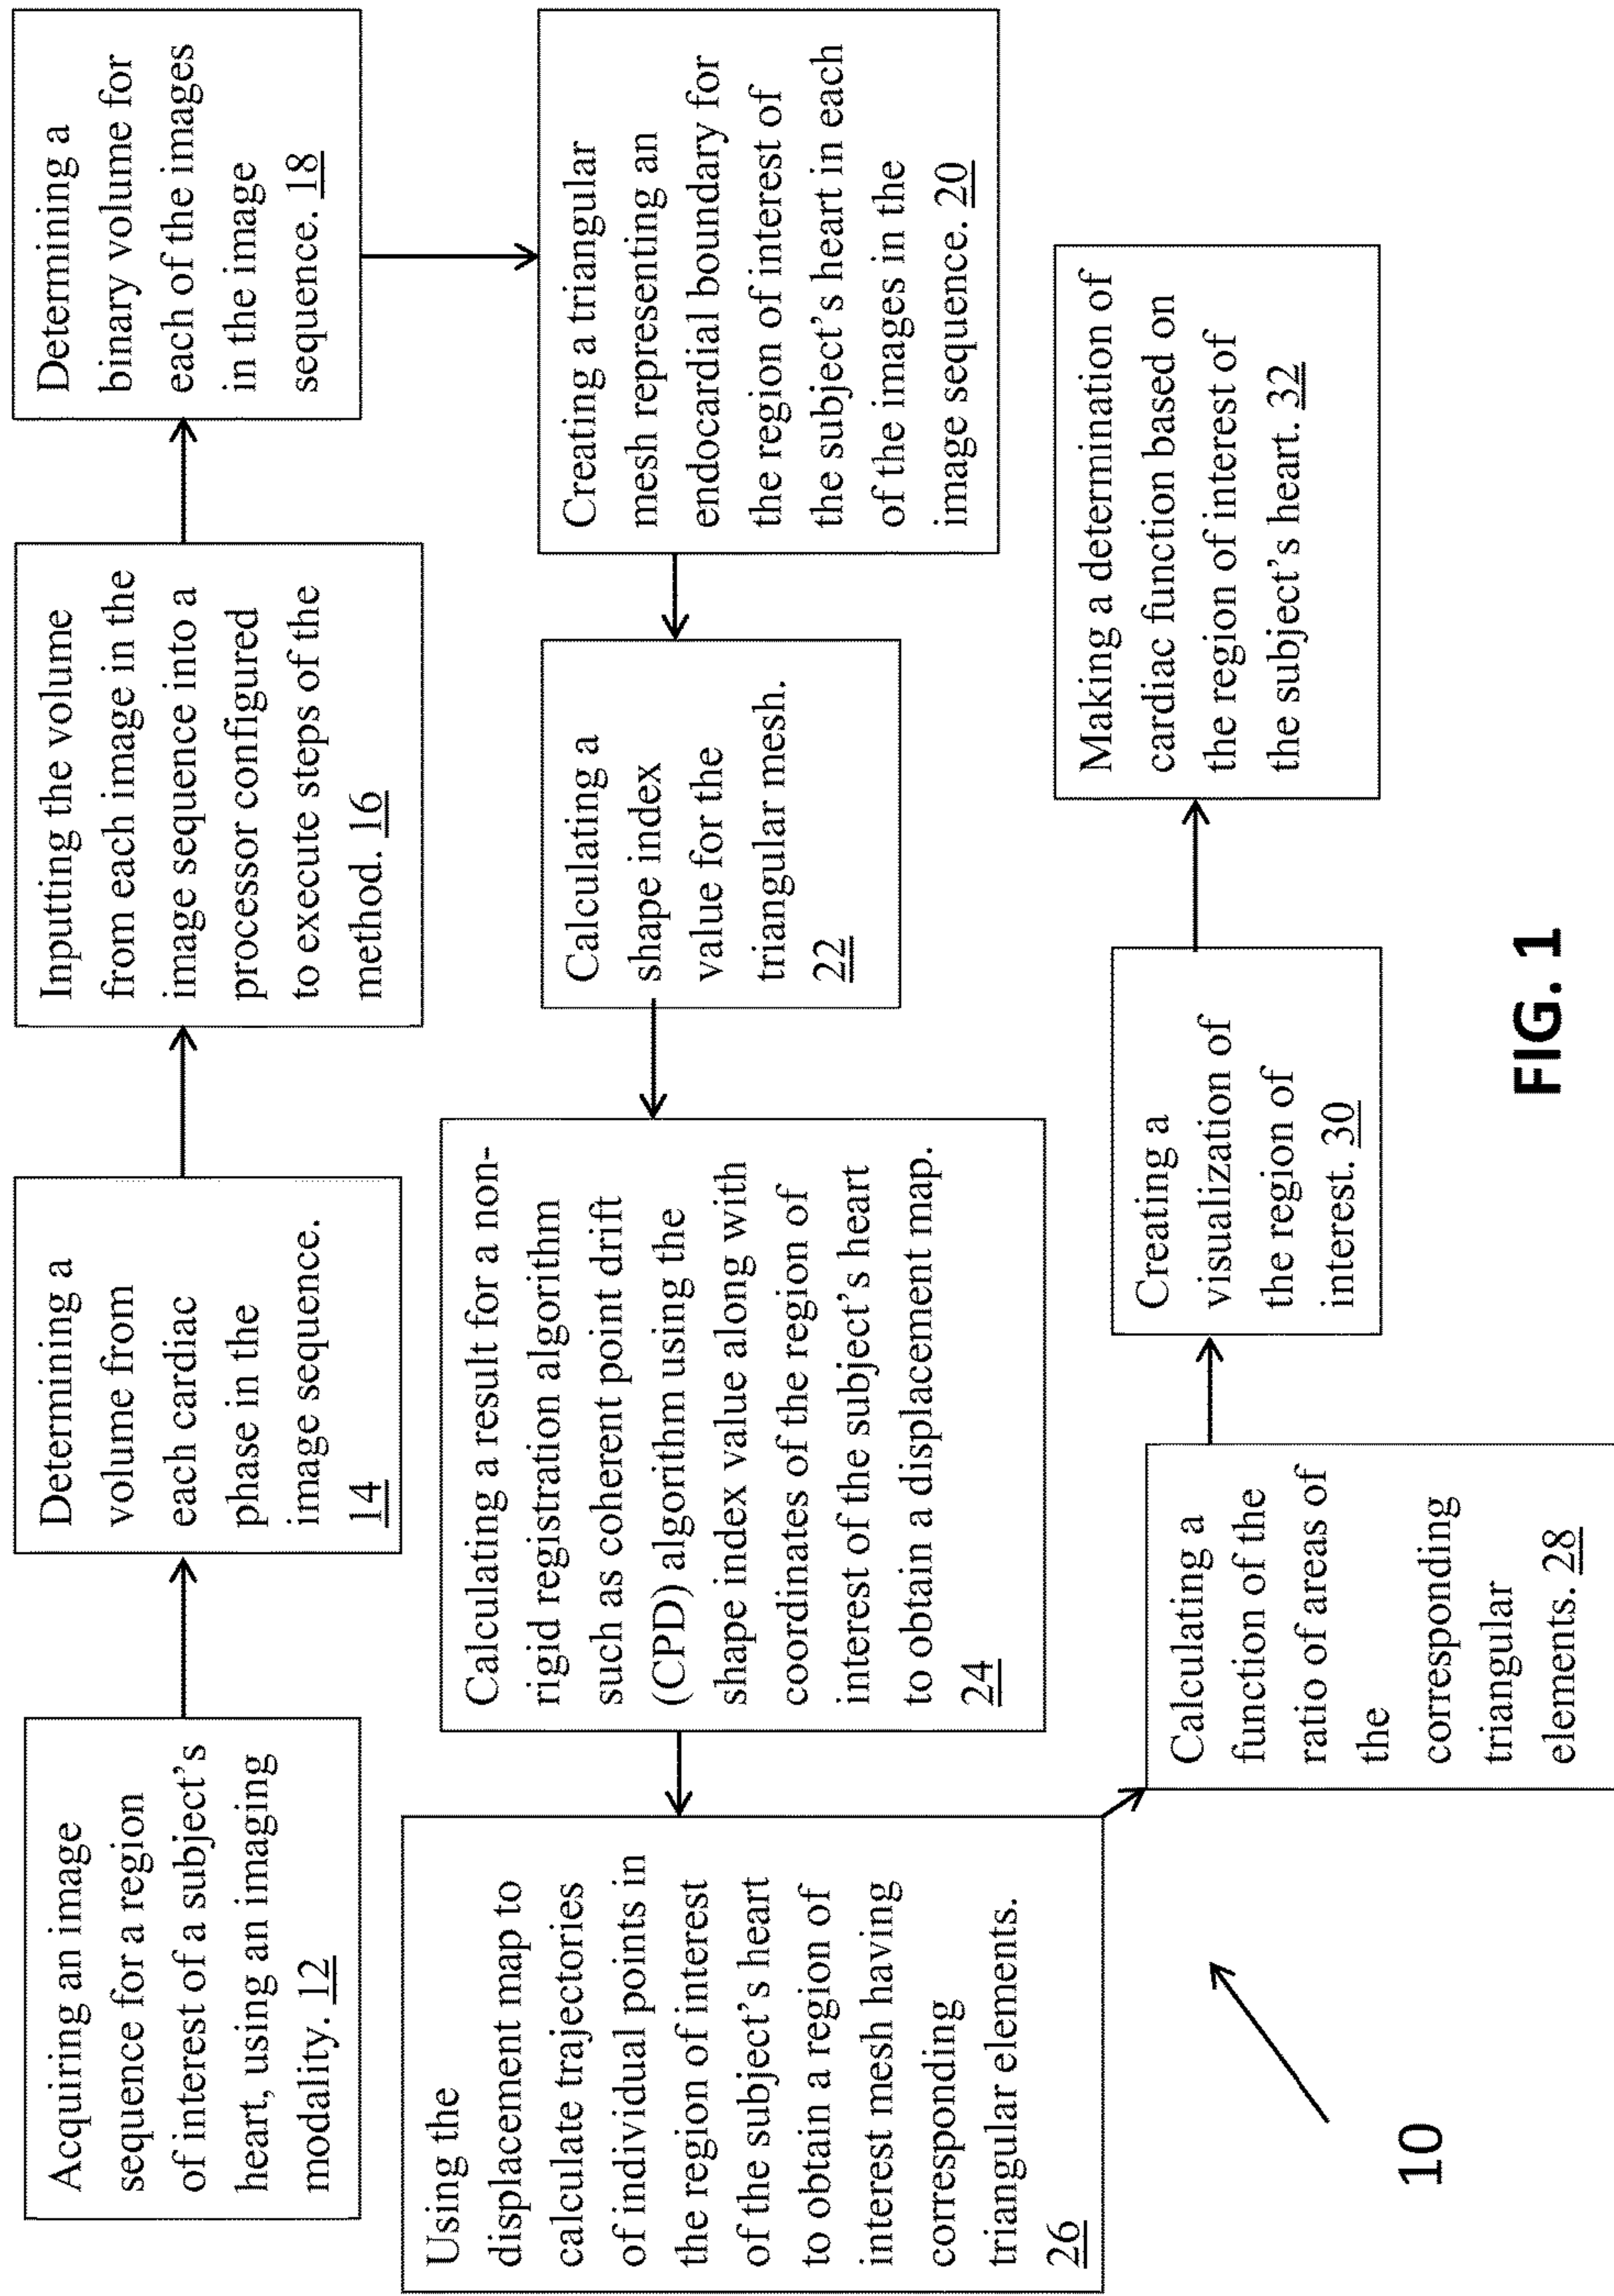 Acquiring an image
sequence for a region
of interest of a subject's
heart, using an imaging
modality. 12
Determining a
volume from
each cardiac
phase in the
image sequence.
14
Inputting the volume
from each image in the
image sequence into a
processor configured
to execute steps of the
method. 16
Determining a
binary volume for
each of the images
in the image
sequence. 18
Creating a triangular
mesh representing an
endocardial boundary for
the region of interest of
the subject's heart in each
of the images in the
image sequence. 20
Calculating a
shape index
value for the
triangular mesh.
22
Calculating a result for a non-
rigid registration algorithm
such as coherent point drift
(CPD) algorithm using the
shape index value along with
coordinates of the region of
interest of the subject's heart
to obtain a displacement map.
24
Using the
displacement map to
calculate trajectories
of individual points in
the region of interest
of the subject's heart
to obtain a region of
interest mesh having
corresponding
triangular elements.
26
Calculating a
function of the
ratio of areas of
the
corresponding
triangular
elements. 28
Creating a
visualization of
the region of
interest. 30
Making a determination of
cardiac function based on
the region of interest of
the subject's heart. 32
10
FIG. 1